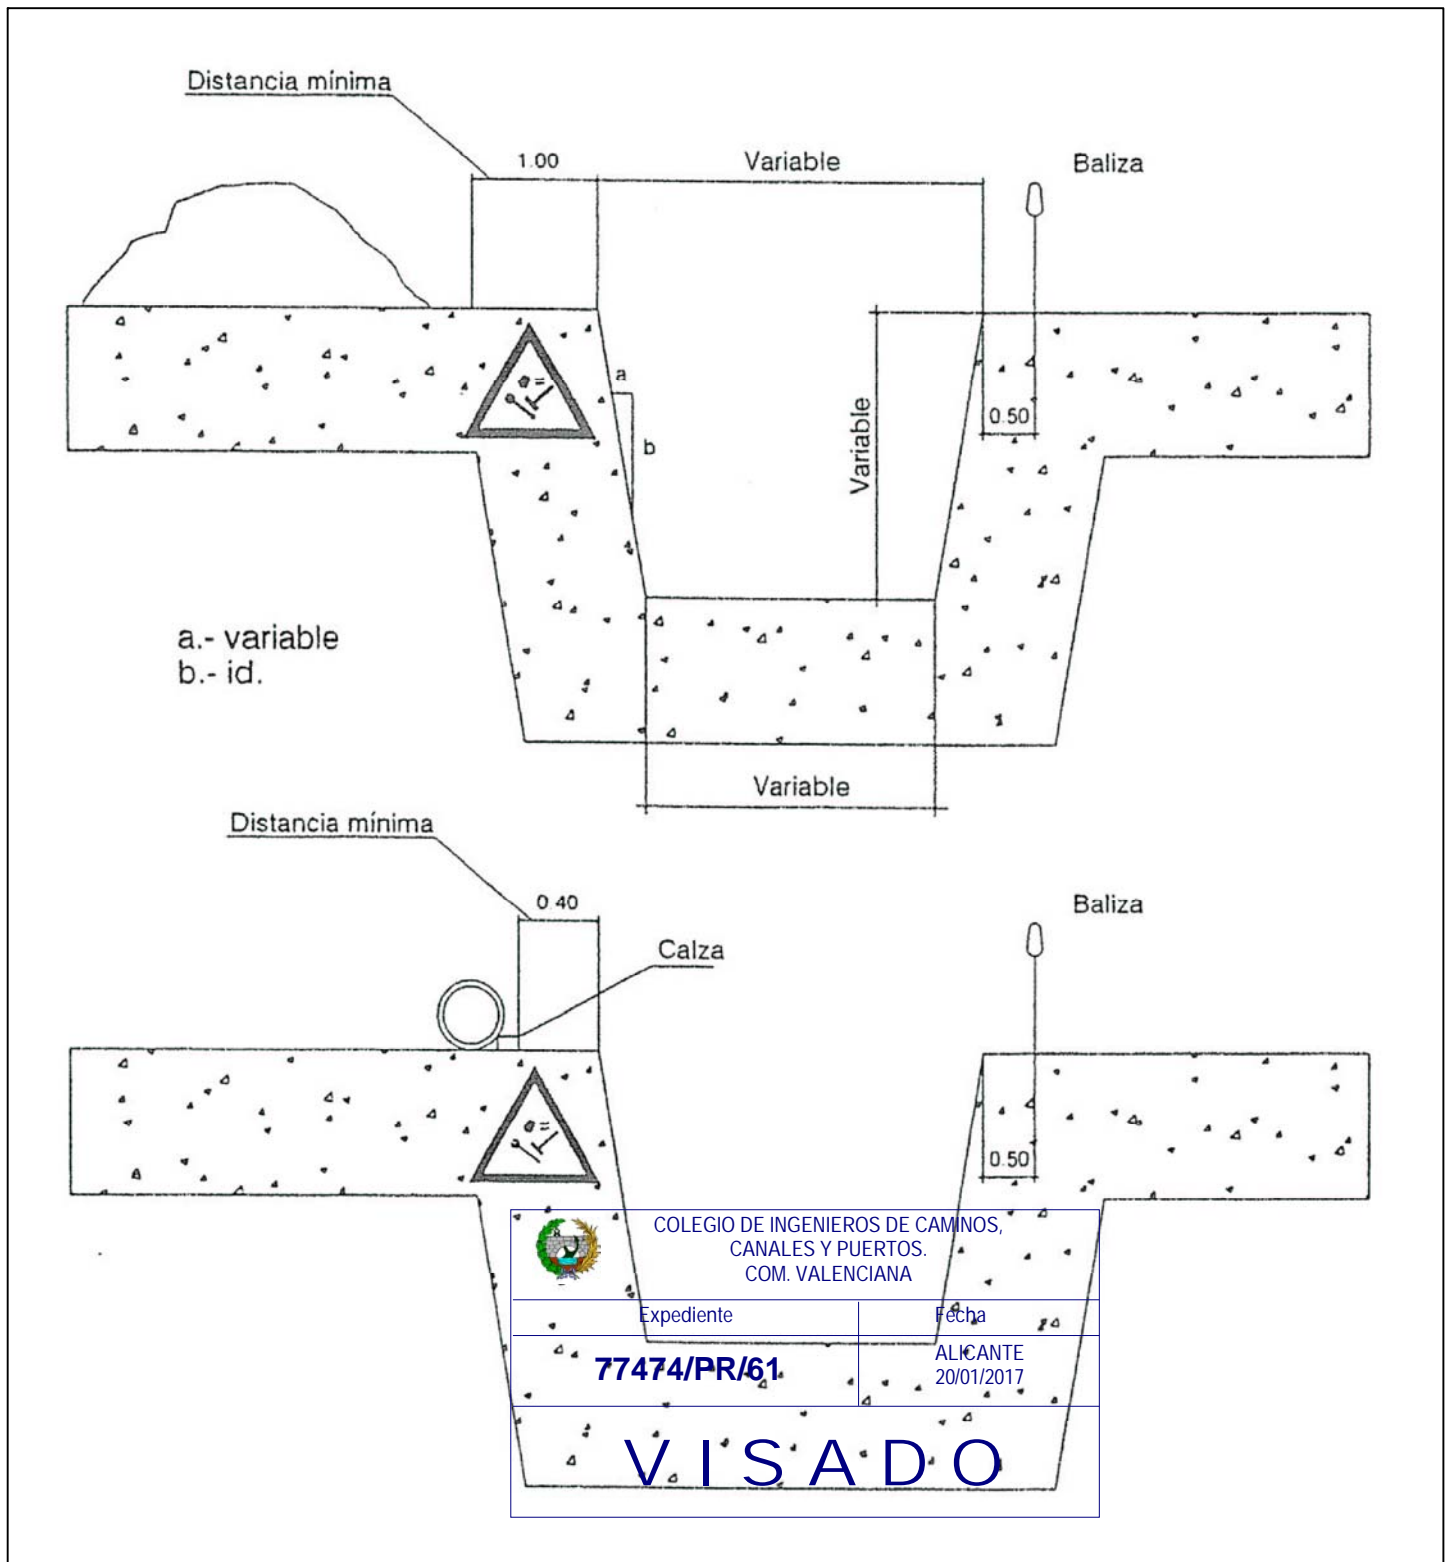 Distancia mínima
1.00
Variable
Baliza
a
b
Variable
0.50
a.- variable
b.- id.
Variable
Distancia mínima
0.40
Baliza
Calza
0.50
COLEGIO DE INGENIEROS DE CAMINOS,
CANALES Y PUERTOS.
COM. VALENCIANA
Expediente
Fecha
77474/PR/61
ALICANTE
20/01/2017
VISADO